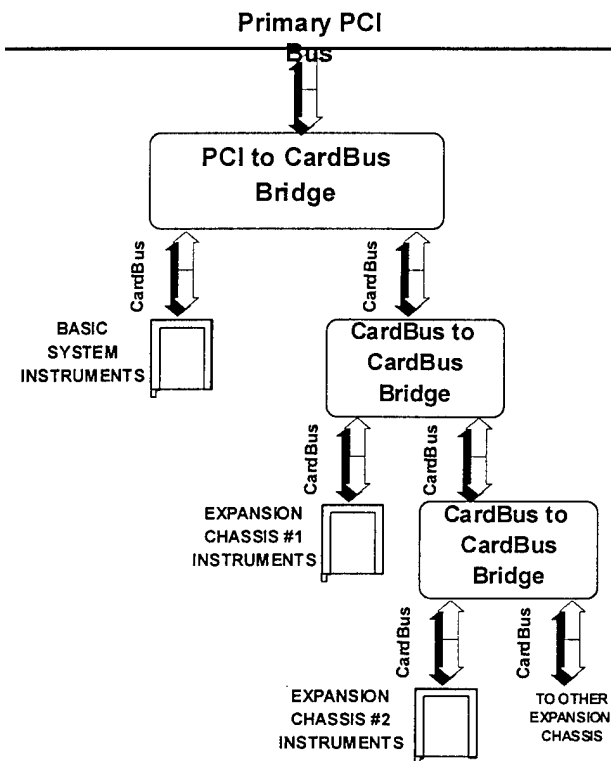 Primary PCI
Bus
PCI to CardBus
Bridge
CardBus
CardBus
BASIC
SYSTEM
INSTRUMENTS
CardBus to
CardBus
Bridge
CardBus
CardBus
EXPANSION
CHASSIS #1
INSTRUMENTS
CardBus to
CardBus
Bridge
CardBus
CardBus
EXPANSION
CHASSIS #2
INSTRUMENTS
TO OTHER
EXPANSION
CHASSIS